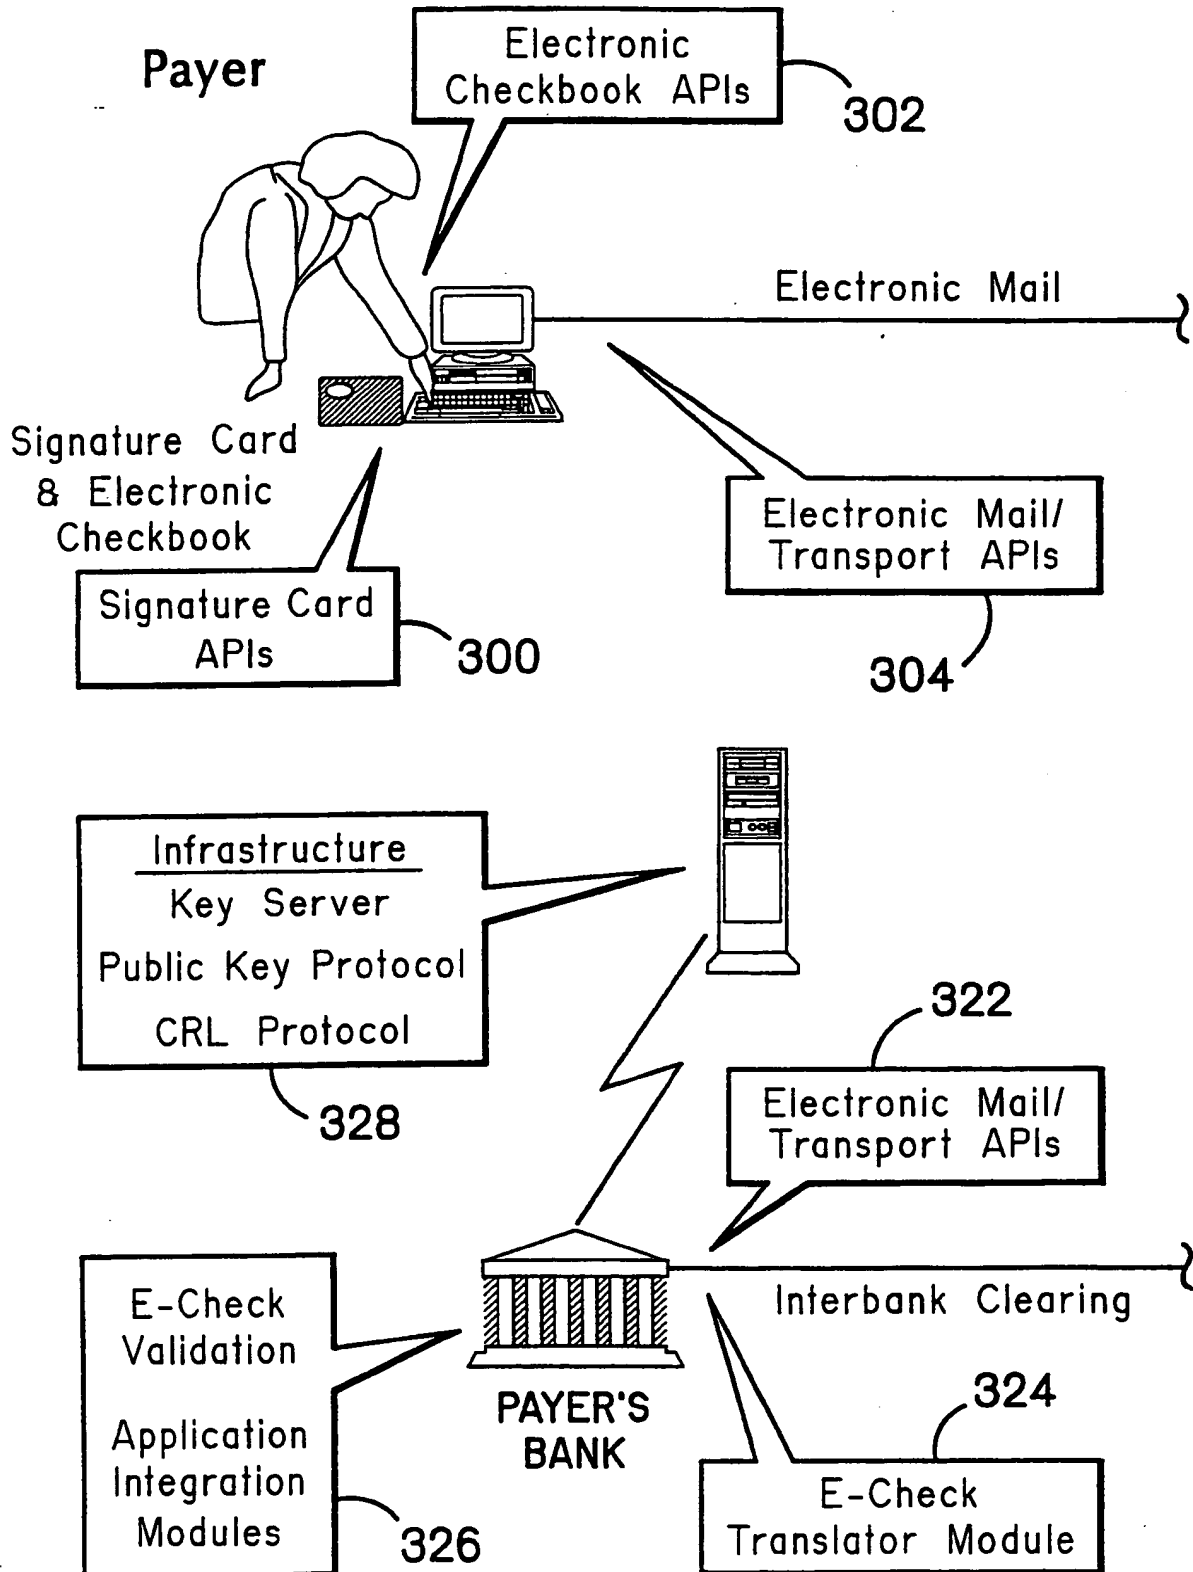 Payer
Electronic
Checkbook APIs
302
Electronic Mail
Signature Card
& Electronic
Checkbook
Electronic Mail/
Transport APIs
304
Signature Card
APIs
300
Infrastructure
Key Server
Public Key Protocol
CRL Protocol
328
322
Electronic Mail/
Transport APIs
E-Check
Validation
Application
Integration
Modules
326
PAYER'S
BANK
Interbank Clearing
324
E-Check
Translator Module